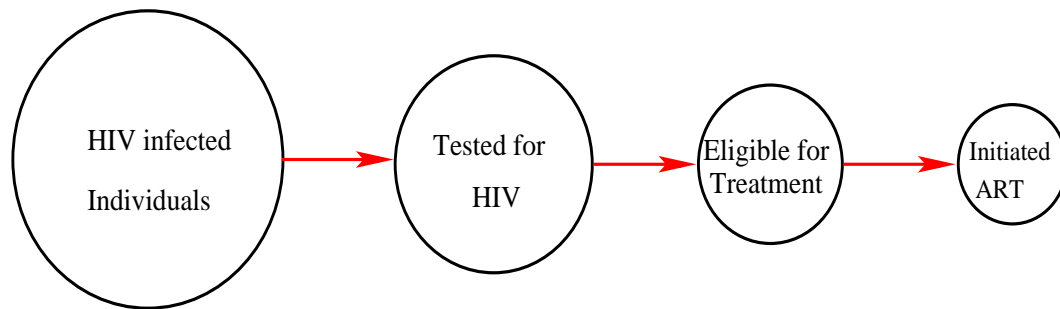 HIV infected
Individuals
Tested for
HIV
Eligible for
Treatment
Initiated
ART